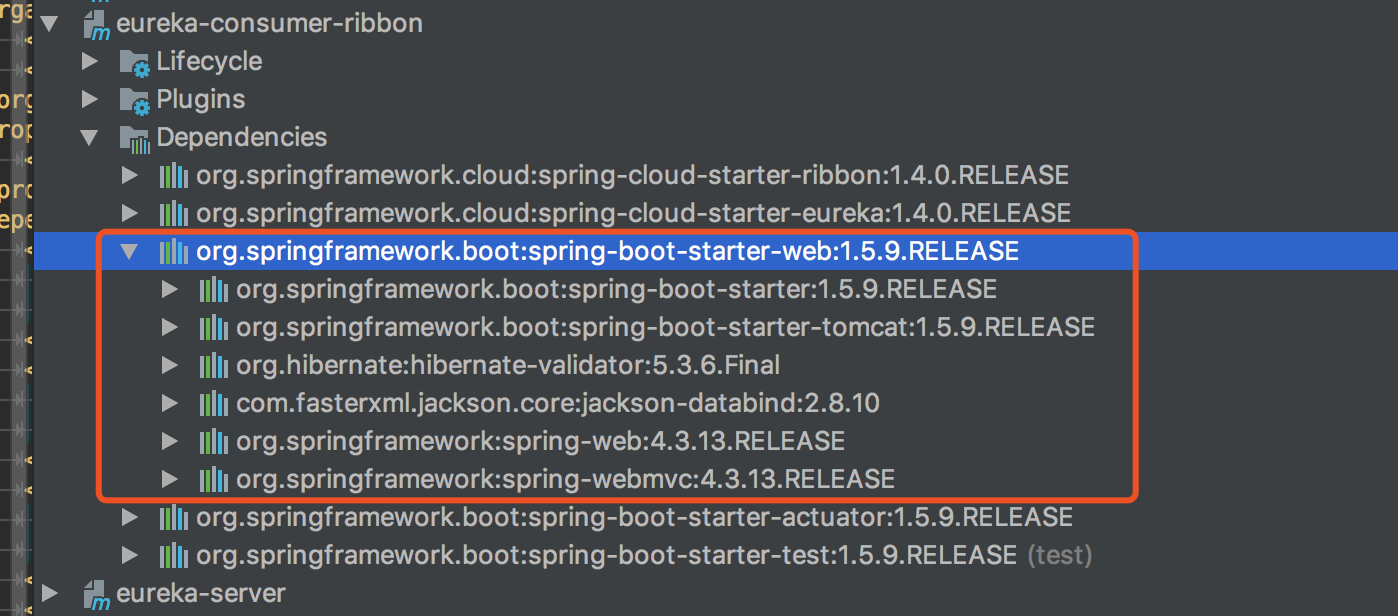 eureka-consumer-ribbon
Lifecycle
Plugins
Dependencies
org.springframework.cloud:spring-cloud-starter-ribbon:1.4.0.RELEASE
org.springframework.cloud:spring-cloud-starter-eureka:1.4.0.RELEASE
org.springframework.boot:spring-boot-starter-web:1.5.9.RELEASE
org.springframework.boot:spring-boot-starter:1.5.9.RELEASE
org.springframework.boot:spring-boot-starter-tomcat:1.5.9.RELEASE
org.hibernate:hibernate-validator:5.3.6.Final
com.fasterxml.jackson.core:jackson-databind:2.8.10
org.springframework:spring-web:4.3.13.RELEASE
org.springframework:spring-webmvc:4.3.13.RELEASE
org.springframework.boot:spring-boot-starter-actuator:1.5.9.RELEASE
org.springframework.boot:spring-boot-starter-test:1.5.9.RELEASE (test)
eureka-server